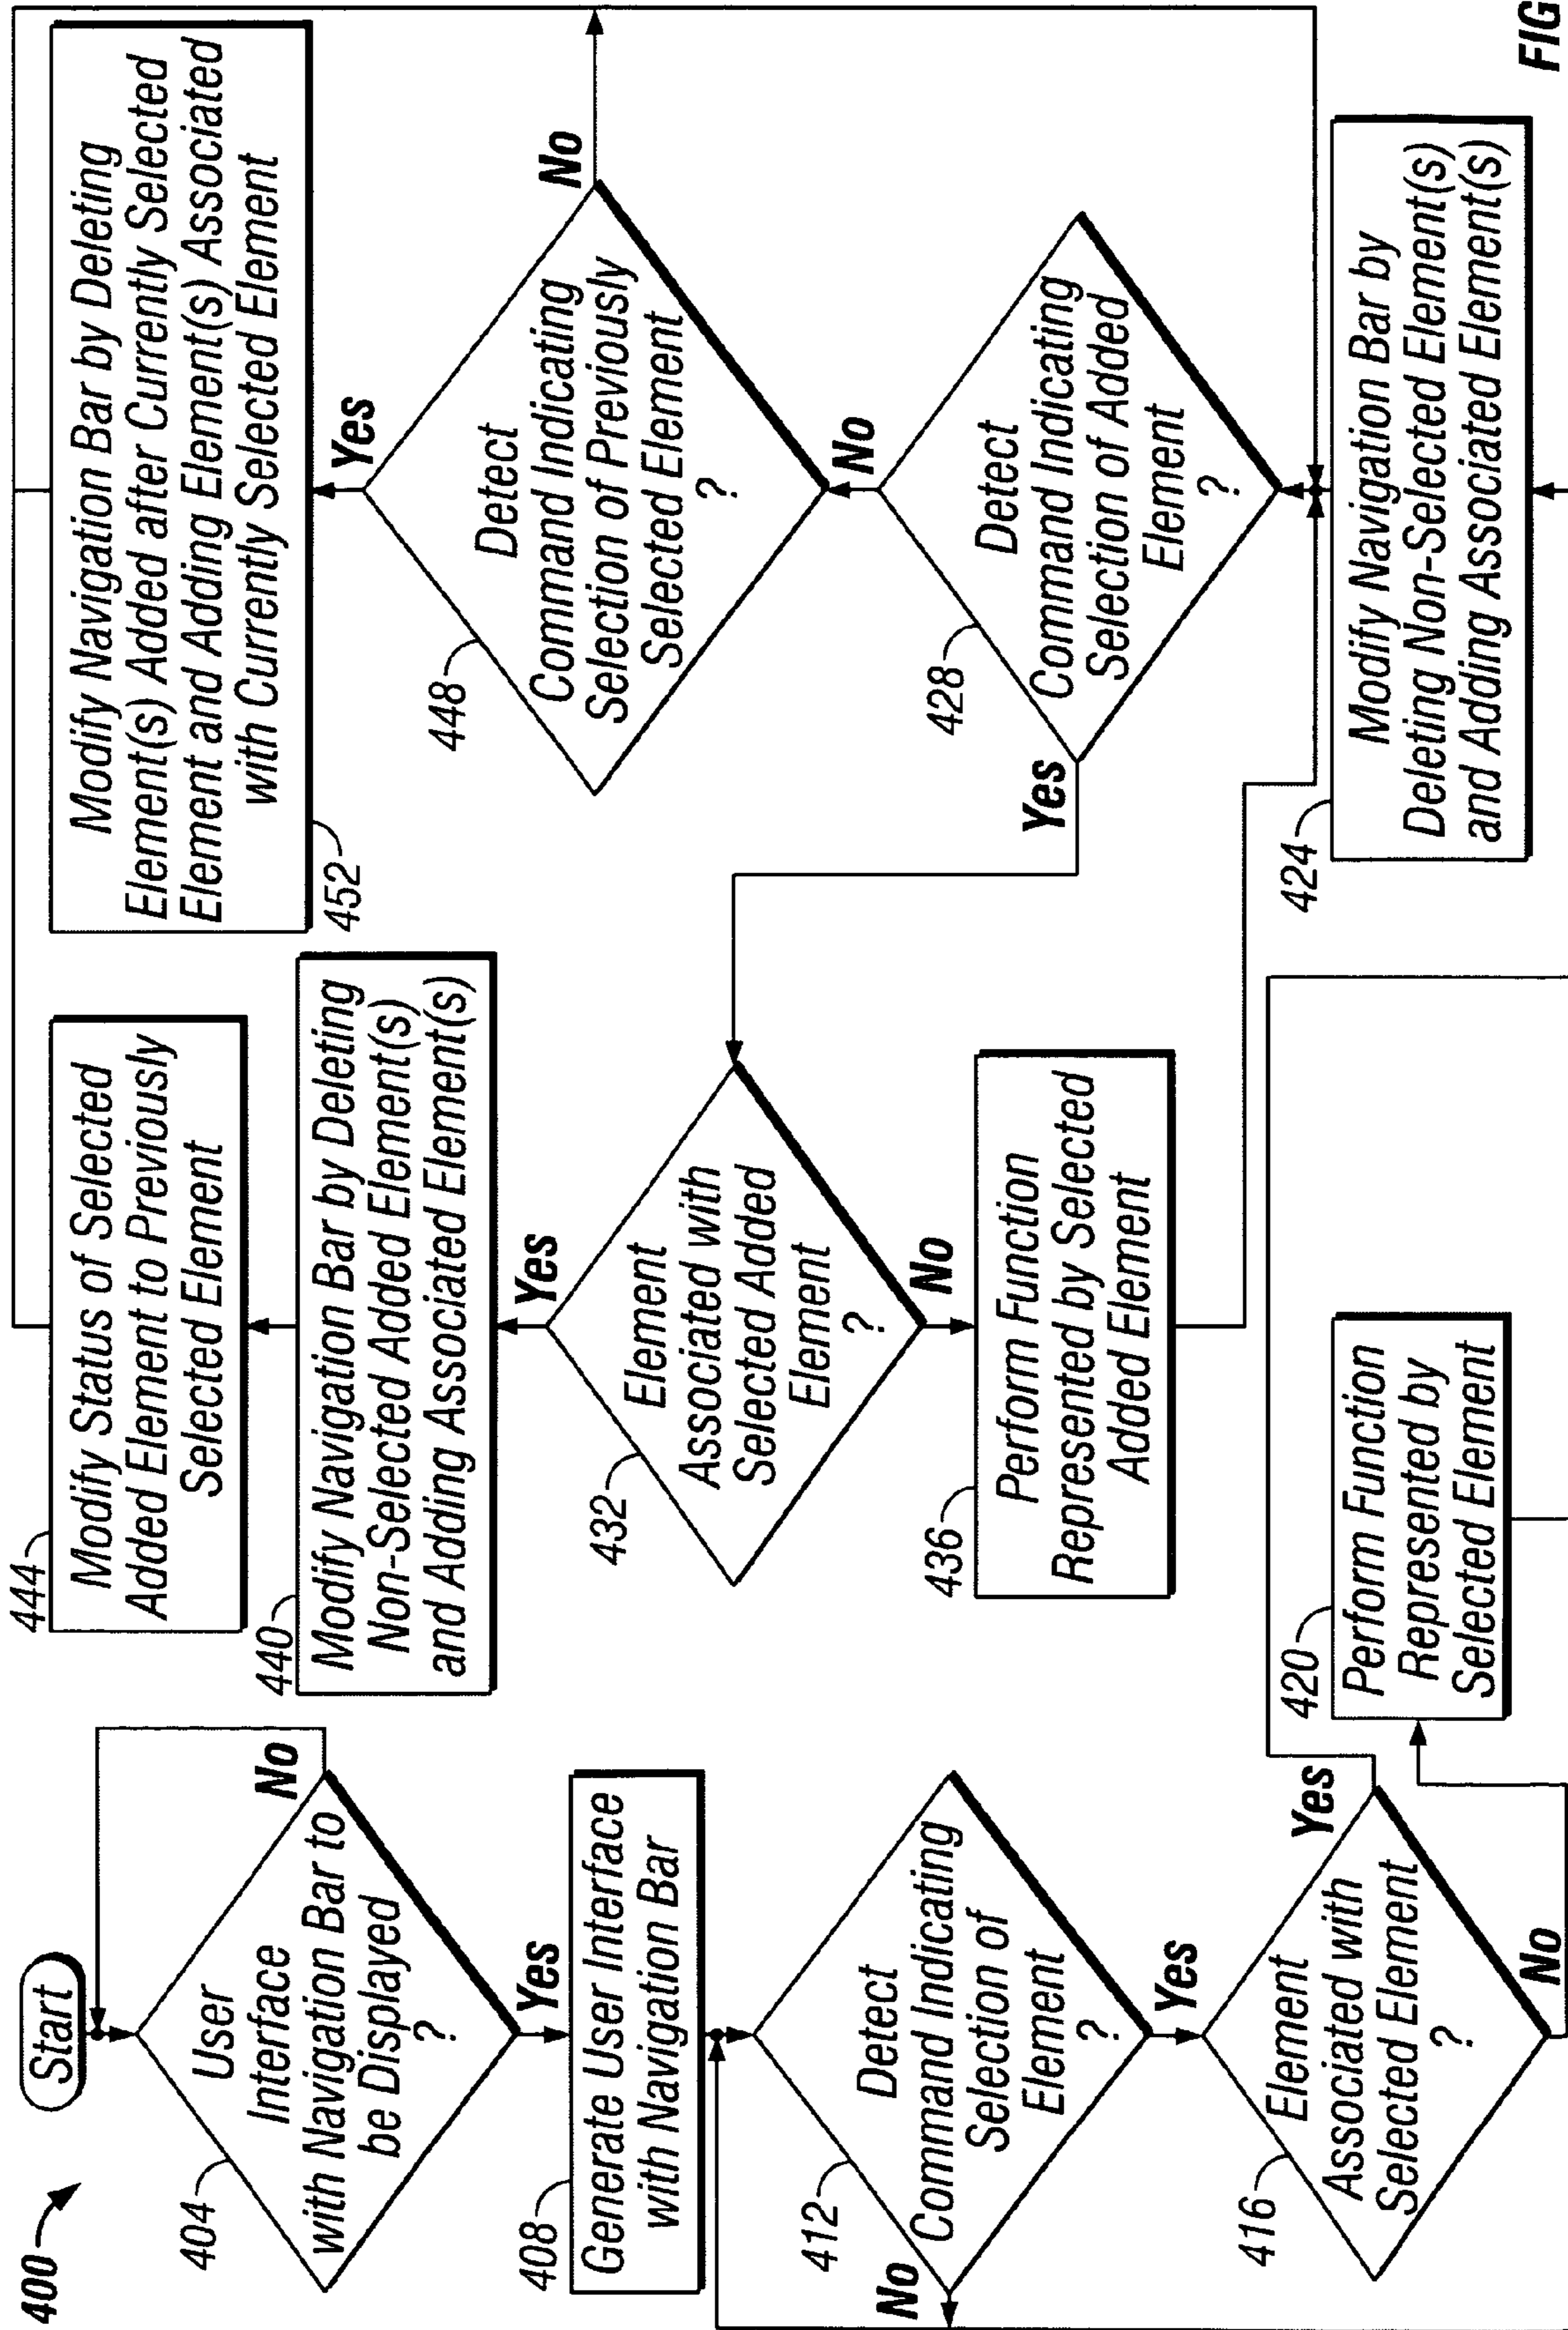 400
Start
404
User
Interface
with Navigation Bar to
be Displayed
?
No
Yes
408
Generate User Interface
with Navigation Bar
412
Detect
Command Indicating
Selection of
Element
?
No
Yes
416
Element
Associated with
Selected Element
?
Yes
No
420
Perform Function
Represented by
Selected Element
444
Modify Status of Selected
Added Element to Previously
Selected Element
440
Modify Navigation Bar by Deleting
Non-Selected Added Element(s)
and Adding Associated Element(s)
Yes
432
Element
Associated with
Selected Added
Element
?
No
436
Perform Function
Represented by Selected
Added Element
452
Modify Navigation Bar by Deleting
Element(s) Added after Currently Selected
Element and Adding Element(s) Associated
with Currently Selected Element
Yes
448
Detect
Command Indicating
Selection of Previously
Selected Element
?
No
No
428
Detect
Command Indicating
Selection of Added
Element
?
Yes
424
Modify Navigation Bar by
Deleting Non-Selected Element(s)
and Adding Associated Element(s)
FIG